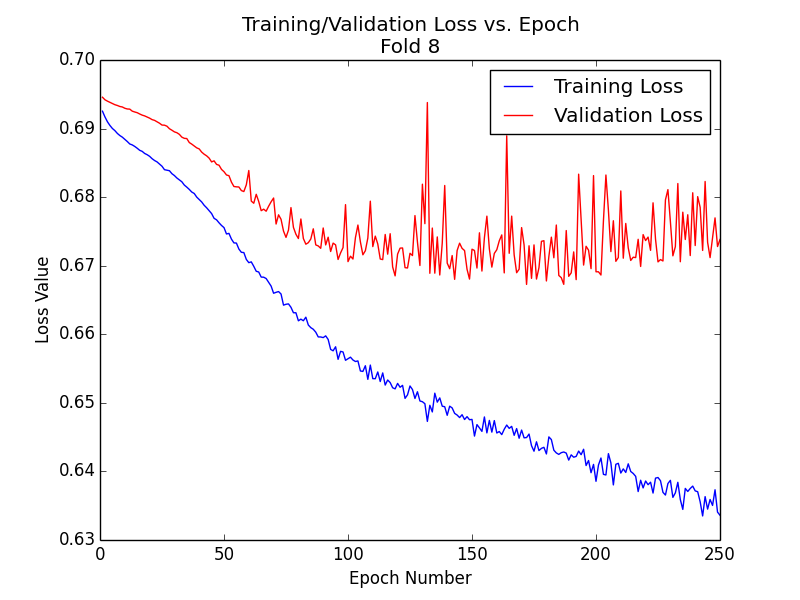 Training/Validation Loss vs. Epoch
Fold 8
Training Loss
Validation Loss
Loss Value
0.70
0.69
0.68
0.67
0.66
0.65
0.64
0.63
0
50
100
150
200
250
Epoch Number